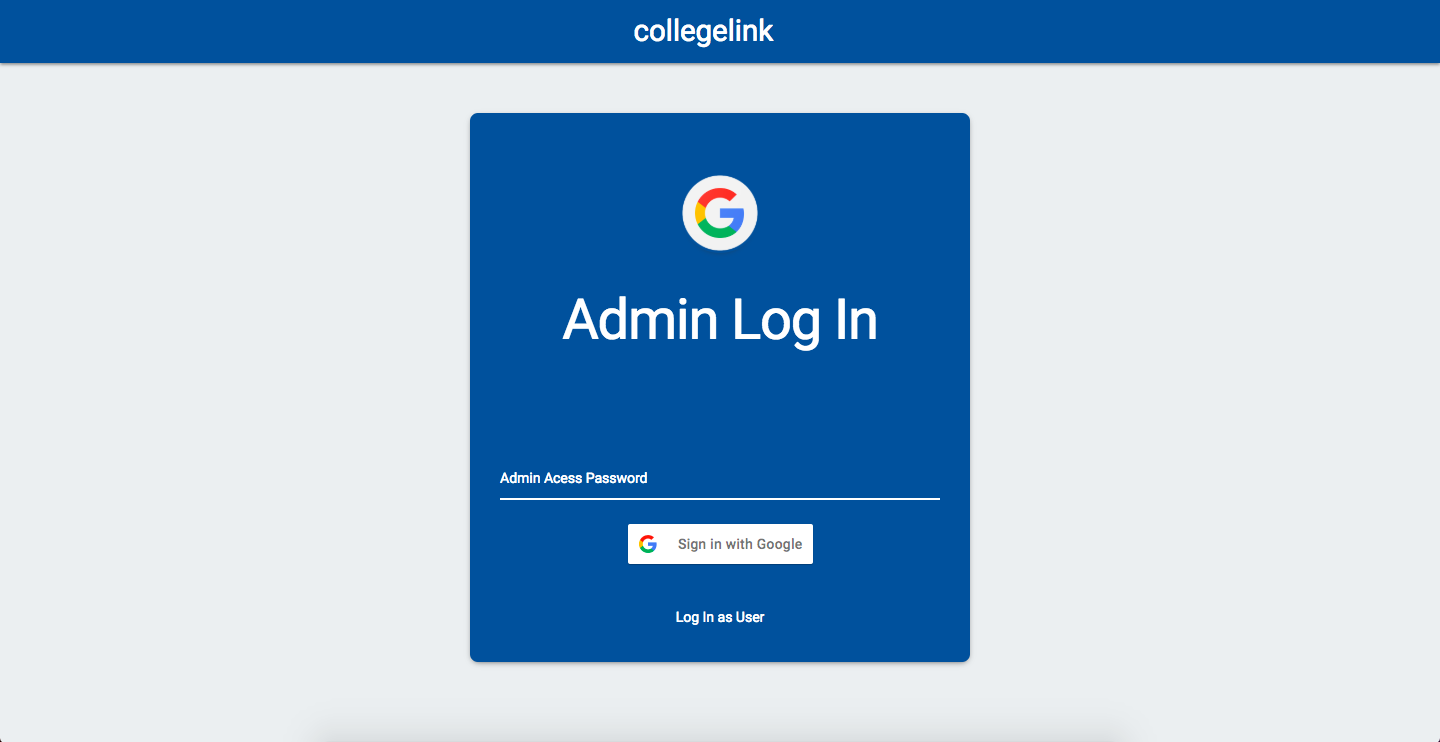 collegelink
Admin Log In
Admin Acess Password
Sign in with Google
Log In as User